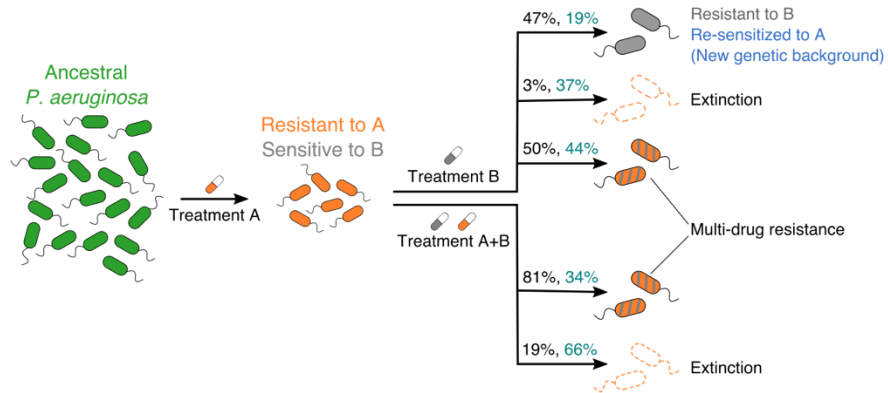 Ancestral
P. aeruginosa
Treatment A
Resistant to A
Sensitive to B
Treatment B
Treatment A+B
47%, 19%
Resistant to B
Re-sensitized to A
(New genetic background)
3%, 37%
Extinction
50%, 44%
Multi-drug resistance
81%, 34%
19%, 66%
Extinction